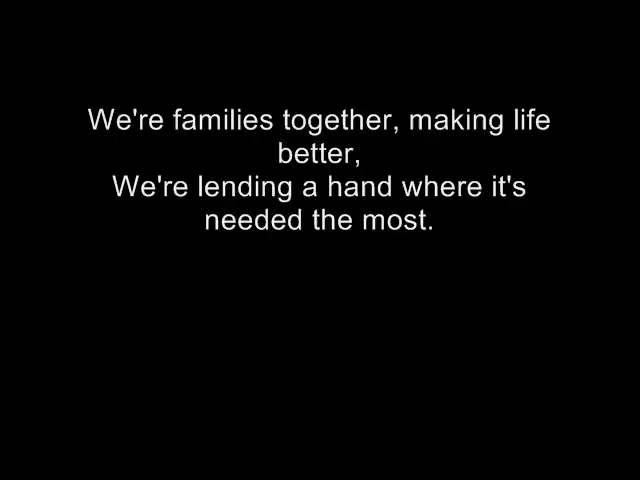 We're families together, making life
better,
We're lending a hand where it's
needed the most.